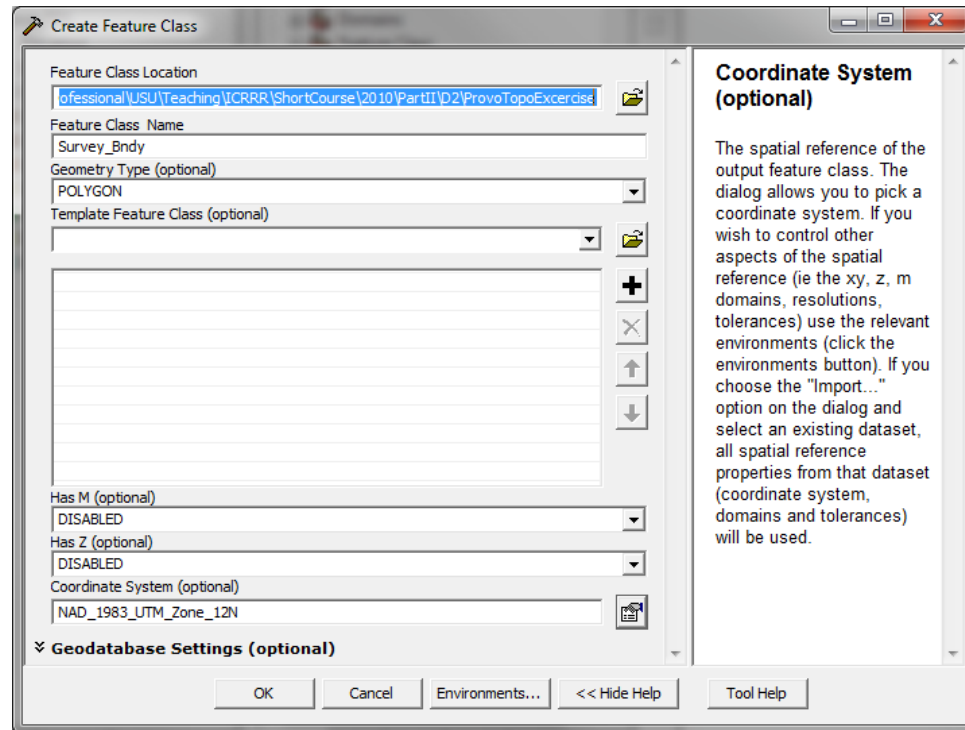 Create Feature Class
Feature Class Location
ofessional\USU\Teaching\ICRRR\ShortCourse\2010\PartII\D2\ProvoTopoExcercise
Feature Class Name
Survey_Bndy
Geometry Type (optional)
POLYGON
Template Feature Class (optional)
Has M (optional)
DISABLED
Has Z (optional)
DISABLED
Coordinate System (optional)
NAD_1983_UTM_Zone_12N
Geodatabase Settings (optional)
Coordinate System
(optional)
The spatial reference of the
output feature class. The
dialog allows you to pick a
coordinate system. If you
wish to control other
aspects of the spatial
reference (ie the xy, z, m
domains, resolutions,
tolerances) use the relevant
environments (click the
environments button). If you
choose the "Import..."
option on the dialog and
select an existing dataset,
all spatial reference
properties from that dataset
(coordinate system,
domains and tolerances)
will be used.
OK
Cancel
Environments...
<< Hide Help
Tool Help